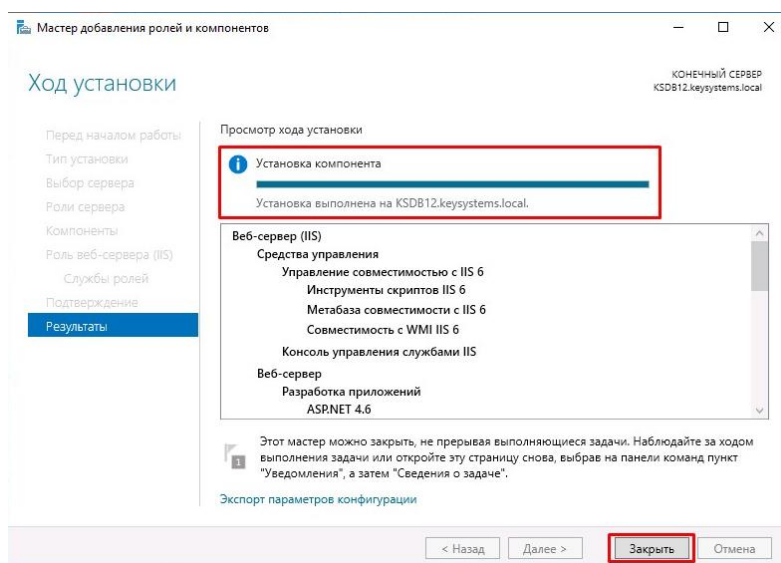 Мастер добавления ролей и компонентов
Ход установки
КОНЕЧНЫЙ СЕРВЕР
KSDB12.keysystems.local
Перед началом работы
Тип установки
Выбор сервера
Роли сервера
Компоненты
Роль веб-сервера (IIS)
Службы ролей
Подтверждение
Результаты
Просмотр хода установки
Установка компонента
Установка выполнена на KSDB12.keysystems.local.
Веб-сервер (IIS)
Средства управления
Управление совместимостью с IIS 6
Инструменты скриптов IIS 6
Метабаза совместимости с IIS 6
Совместимость с WMI IIS 6
Консоль управления службами IIS
Веб-сервер
Разработка приложений
ASP.NET 4.6
1
Этот мастер можно закрыть, не прерывая выполняющиеся задачи. Наблюдайте за ходом
выполнения задачи или откройте эту страницу снова, выбрав на панели команд пункт
"Уведомления", а затем "Сведения о задаче".
Экспорт параметров конфигурации
< Назад
Далее >
Закрыть
Отмена